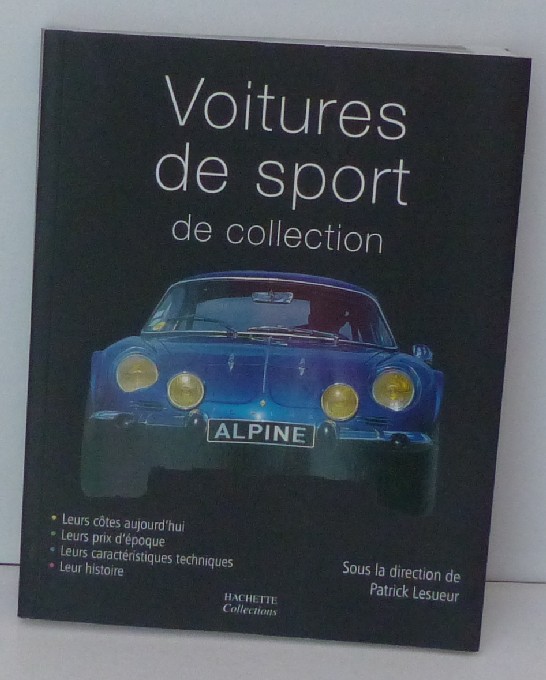 Voitures
de sport
de collection
ALPINE
• Leurs côtes aujourd'hui
• Leurs prix d'époque
• Leurs caractéristiques techniques
• Leur histoire
Sous la direction de
Patrick Lesueur
HACHETTE
Collections